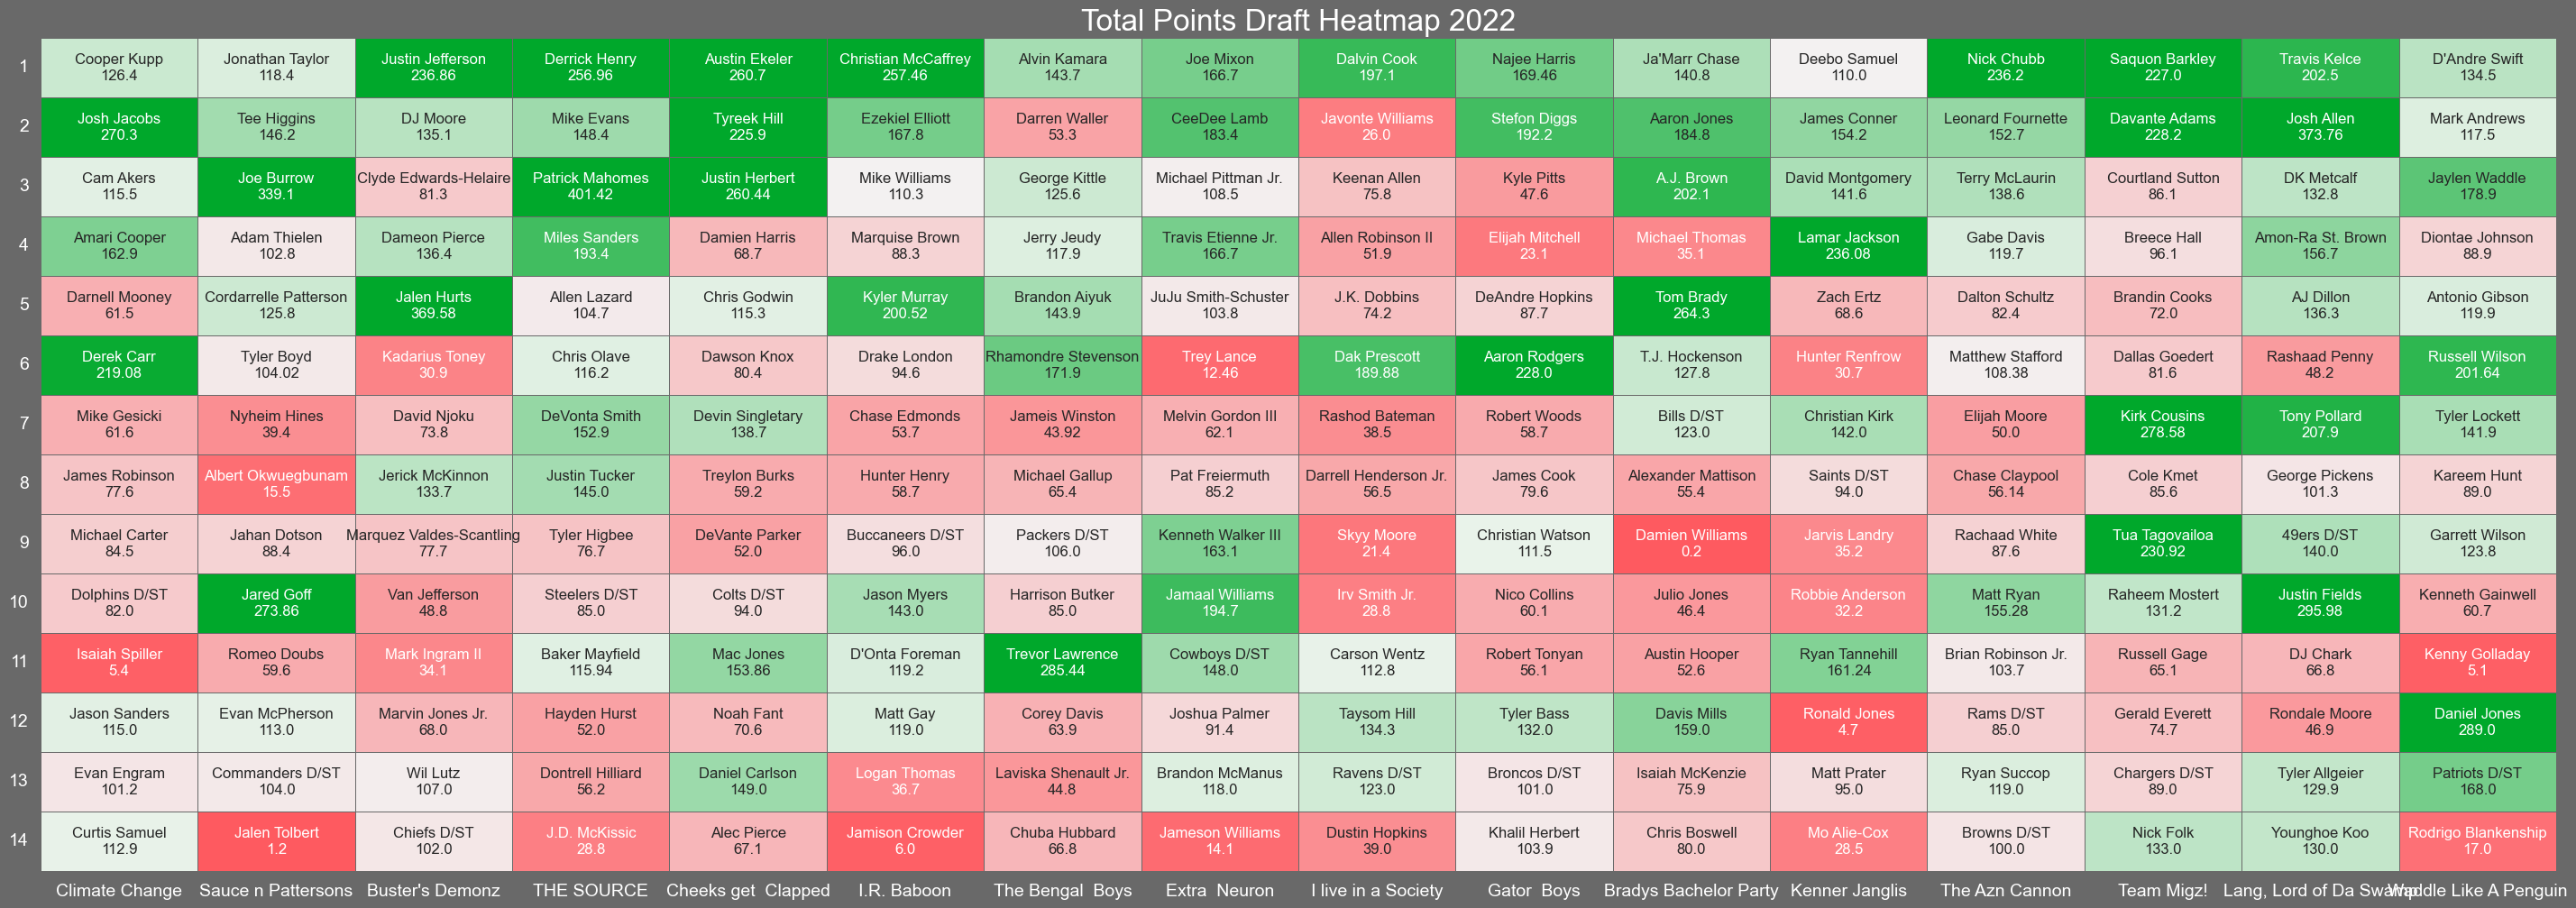 Total Points Draft Heatmap 2022
1
Cooper Kupp Jonathan Taylor Justin Jefferson Derrick Henry Austin Ekeler Christian McCaffrey Alvin Kamara Joe Mixon Dalvin Cook Najee Harris Ja'Marr Chase Deebo Samuel Nick Chubb Saquon Barkley Travis Kelce D'Andre Swift
126.4 118.4 236.86 256.96 260.7 257.46 143.7 166.7 197.1 169.46 140.8 110.0 236.2 227.0 202.5 134.5
2
Josh Jacobs Tee Higgins DJ Moore Mike Evans Tyreek Hill Ezekiel Elliott Darren Waller CeeDee Lamb Javonte Williams Stefon Diggs Aaron Jones James Conner Leonard Fournette Davante Adams Josh Allen Mark Andrews
270.3 146.2 135.1 148.4 225.9 167.8 53.3 183.4 26.0 192.2 184.8 154.2 152.7 228.2 373.76 117.5
3
Cam Akers Joe Burrow Clyde Edwards-Helaire Patrick Mahomes Justin Herbert Mike Williams George Kittle Michael Pittman Jr. Keenan Allen Kyle Pitts A.J. Brown David Montgomery Terry McLaurin Courtland Sutton DK Metcalf Jaylen Waddle
115.5 339.1 81.3 401.42 260.44 110.3 125.6 108.5 75.8 47.6 202.1 141.6 138.6 86.1 132.8 178.9
4
Amari Cooper Adam Thielen Dameon Pierce Miles Sanders Damien Harris Marquise Brown Jerry Jeudy Travis Etienne Jr. Allen Robinson II Elijah Mitchell Michael Thomas Lamar Jackson Gabe Davis Breece Hall Amon-Ra St. Brown Diontae Johnson
162.9 102.8 136.4 193.4 68.7 88.3 117.9 166.7 51.9 23.1 35.1 236.08 119.7 96.1 156.7 88.9
5
Darnell Mooney Cordarrelle Patterson Jalen Hurts Allen Lazard Chris Godwin Kyler Murray Brandon Aiyuk JuJu Smith-Schuster J.K. Dobbins DeAndre Hopkins Tom Brady Zach Ertz Dalton Schultz Brandin Cooks AJ Dillon Antonio Gibson
61.5 125.8 369.58 104.7 115.3 200.52 143.9 103.8 74.2 87.7 264.3 68.6 82.4 72.0 136.3 119.9
6
Derek Carr Tyler Boyd Kadarius Toney Chris Olave Dawson Knox Drake London Rhamondre Stevenson Trey Lance Dak Prescott Aaron Rodgers T.J. Hockenson Hunter Renfrow Matthew Stafford Dallas Goedert Rashaad Penny Russell Wilson
219.08 104.02 30.9 116.2 80.4 94.6 171.9 12.46 189.88 228.0 127.8 30.7 108.38 81.6 48.2 201.64
7
Mike Gesicki Nyheim Hines David Njoku DeVonta Smith Devin Singletary Chase Edmonds Jameis Winston Melvin Gordon III Rashod Bateman Robert Woods Bills D/ST Christian Kirk Elijah Moore Kirk Cousins Tony Pollard Tyler Lockett
61.6 39.4 73.8 152.9 138.7 53.7 43.92 62.1 38.5 58.7 123.0 142.0 50.0 278.58 207.9 141.9
8
James Robinson Albert Okwuegbunam Jerick McKinnon Justin Tucker Treylon Burks Hunter Henry Michael Gallup Pat Freiermuth Darrell Henderson Jr. James Cook Alexander Mattison Saints D/ST Chase Claypool Cole Kmet George Pickens Kareem Hunt
77.6 15.5 133.7 145.0 59.2 58.7 65.4 85.2 56.5 79.6 55.4 94.0 56.14 85.6 101.3 89.0
9
Michael Carter Jahan Dotson Marquez Valdes-Scantling Tyler Higbee DeVante Parker Buccaneers D/ST Packers D/ST Kenneth Walker III Skyy Moore Christian Watson Damien Williams Jarvis Landry Rachaad White Tua Tagovailoa 49ers D/ST Garrett Wilson
84.5 88.4 77.7 76.7 52.0 96.0 106.0 163.1 21.4 111.5 0.2 35.2 87.6 230.92 140.0 123.8
10
Dolphins D/ST Jared Goff Van Jefferson Steelers D/ST Colts D/ST Jason Myers Harrison Butker Jamaal Williams Irv Smith Jr. Nico Collins Julio Jones Robbie Anderson Matt Ryan Raheem Mostert Justin Fields Kenneth Gainwell
82.0 273.86 48.8 85.0 94.0 143.0 85.0 194.7 28.8 60.1 46.4 32.2 155.28 131.2 295.98 60.7
11
Isaiah Spiller Romeo Doubs Mark Ingram II Baker Mayfield Mac Jones D'Onta Foreman Trevor Lawrence Cowboys D/ST Carson Wentz Robert Tonyan Austin Hooper Ryan Tannehill Brian Robinson Jr. Russell Gage DJ Chark Kenny Golladay
5.4 59.6 34.1 115.94 153.86 119.2 285.44 148.0 112.8 56.1 52.6 161.24 103.7 65.1 66.8 5.1
12
Jason Sanders Evan McPherson Marvin Jones Jr. Hayden Hurst Noah Fant Matt Gay Corey Davis Joshua Palmer Taysom Hill Tyler Bass Davis Mills Ronald Jones Rams D/ST Gerald Everett Rondale Moore Daniel Jones
115.0 113.0 68.0 52.0 70.6 119.0 63.9 91.4 134.3 132.0 159.0 4.7 85.0 74.7 46.9 289.0
13
Evan Engram Commanders D/ST Wil Lutz Dontrell Hilliard Daniel Carlson Logan Thomas Laviska Shenault Jr. Brandon McManus Ravens D/ST Broncos D/ST Isaiah McKenzie Matt Prater Ryan Succop Chargers D/ST Tyler Allgeier Patriots D/ST
101.2 104.0 107.0 56.2 149.0 36.7 44.8 118.0 123.0 101.0 75.9 95.0 119.0 89.0 129.9 168.0
14
Curtis Samuel Jalen Tolbert Chiefs D/ST J.D. McKissic Alec Pierce Jamison Crowder Chuba Hubbard Jameson Williams Dustin Hopkins Khalil Herbert Chris Boswell Mo Alie-Cox Browns D/ST Nick Folk Younghoe Koo Rodrigo Blankenship
112.9 1.2 102.0 28.8 67.1 6.0 66.8 14.1 39.0 103.9 80.0 28.5 100.0 133.0 130.0 17.0
Climate Change Sauce n Pattersons Buster's Demonz THE SOURCE Cheeks get Clapped I.R. Baboon The Bengal Boys Extra Neuron I live in a Society Gator Boys Bradys Bachelor Party Kenner Janglis The Azn Cannon Team Migz! Lang, Lord of Da Swamp Waddle Like A Penguin